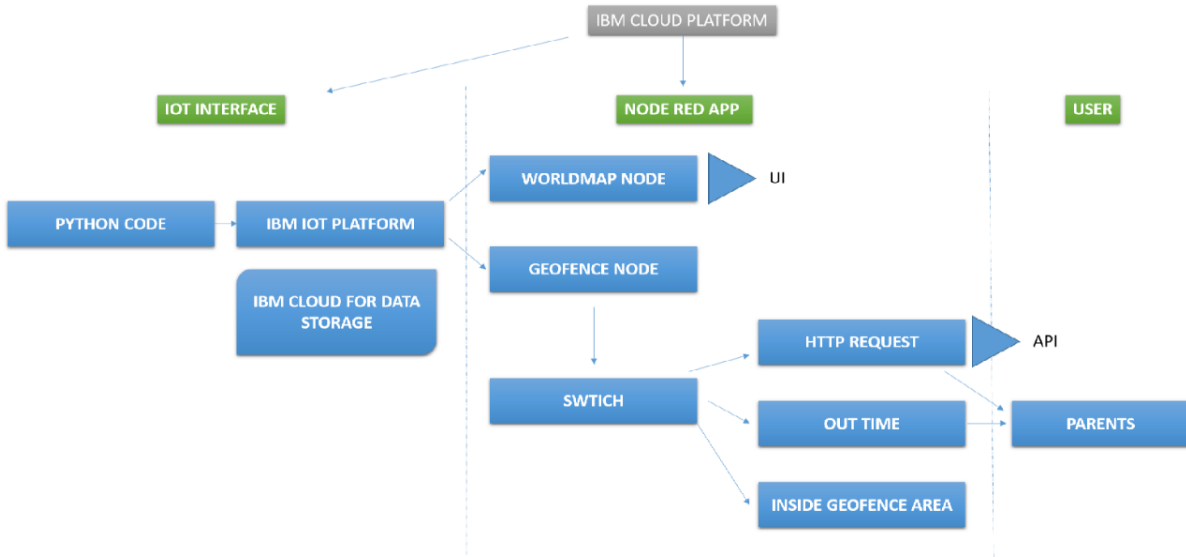 IBM CLOUD PLATFORM
IOT INTERFACE
NODE RED APP
USER
WORLDMAP NODE
UI
PYTHON CODE
IBM IOT PLATFORM
GEOFENCE NODE
IBM CLOUD FOR DATA
STORAGE
HTTP REQUEST
API
SWTICH
OUT TIME
PARENTS
INSIDE GEOFENCE AREA